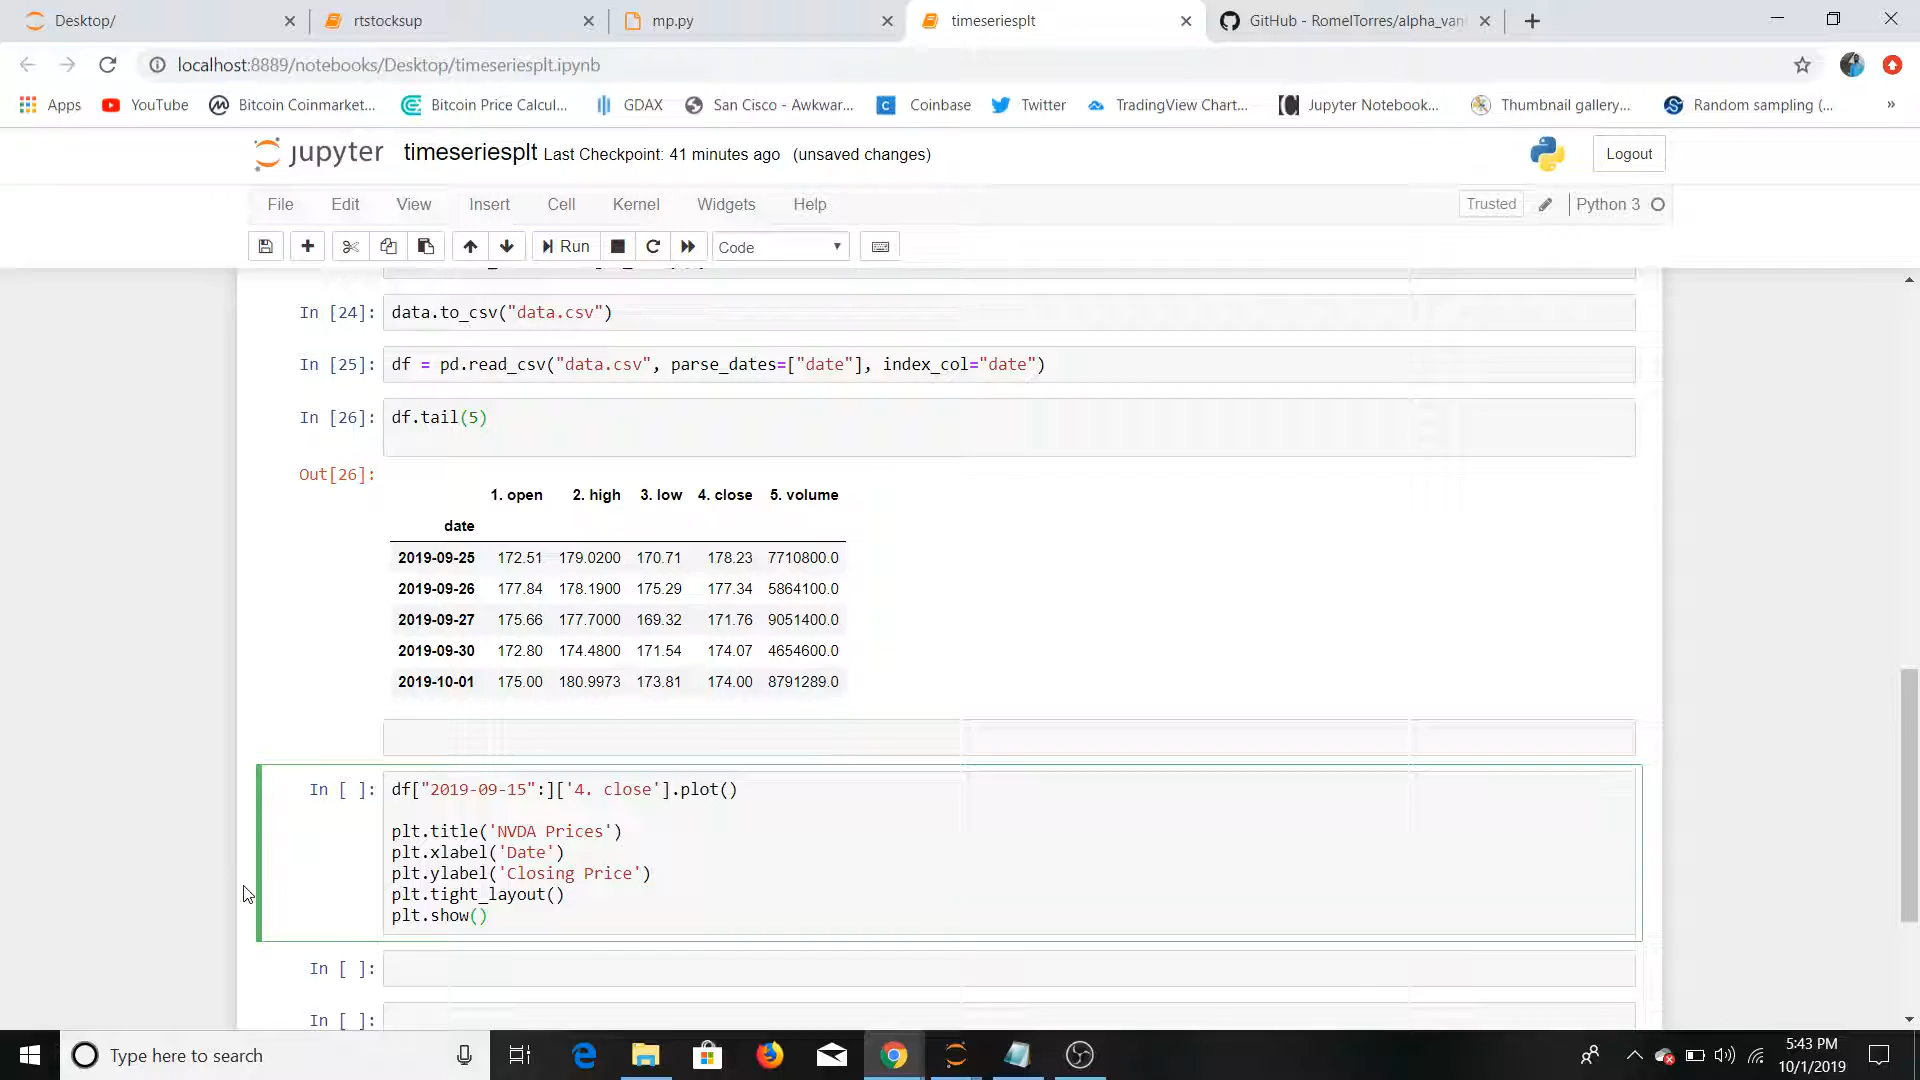 Desktop/
rtstocksup
mp.py
timeseriesplt
GitHub - RomelTorres/alpha_van
localhost:8889/notebooks/Desktop/timeseriesplt.ipynb
Apps
YouTube
Bitcoin Coinmarket...
Bitcoin Price Calcul...
GDAX
San Cisco - Awkwar...
Coinbase
Twitter
TradingView Chart...
Jupyter Notebook...
Thumbnail gallery...
Random sampling (...
»
jupyter timeseriesplt Last Checkpoint: 41 minutes ago (unsaved changes)
Logout
File Edit View Insert Cell Kernel Widgets Help
Trusted
Python 3
Run
Code
In [24]: data.to_csv("data.csv")
In [25]: df = pd.read_csv("data.csv", parse_dates=["date"], index_col="date")
In [26]: df.tail(5)
Out[26]:
1. open 2. high 3. low 4. close 5. volume
date
2019-09-25 172.51 179.0200 170.71 178.23 7710800.0
2019-09-26 177.84 178.1900 175.29 177.34 5864100.0
2019-09-27 175.66 177.7000 169.32 171.76 9051400.0
2019-09-30 172.80 174.4800 171.54 174.07 4654600.0
2019-10-01 175.00 180.9973 173.81 174.00 8791289.0
In [ ]: df["2019-09-15":]['4. close'].plot()
plt.title('NVDA Prices')
plt.xlabel('Date')
plt.ylabel('Closing Price')
plt.tight_layout()
plt.show()
In [ ]:
In [ ]:
Type here to search
5:43 PM
10/1/2019